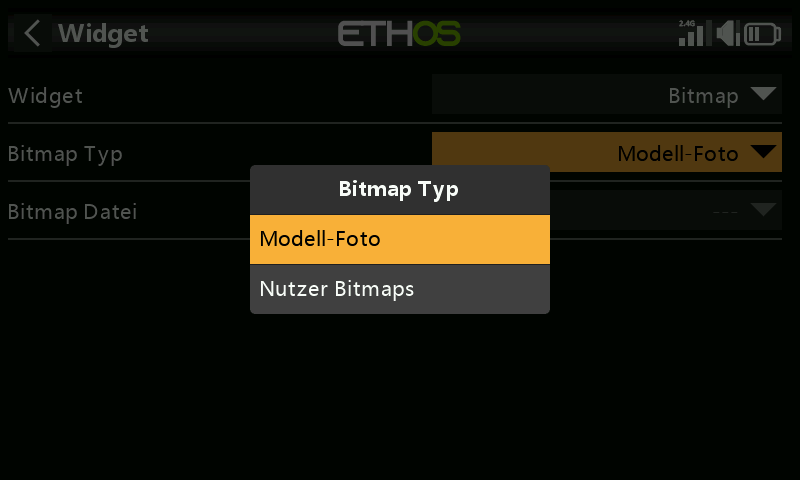 Widget
ETHOS
2.4G
Widget
Bitmap
Bitmap Typ
Modell-Foto
Bitmap Datei
---
Bitmap Typ
Modell-Foto
Nutzer Bitmaps